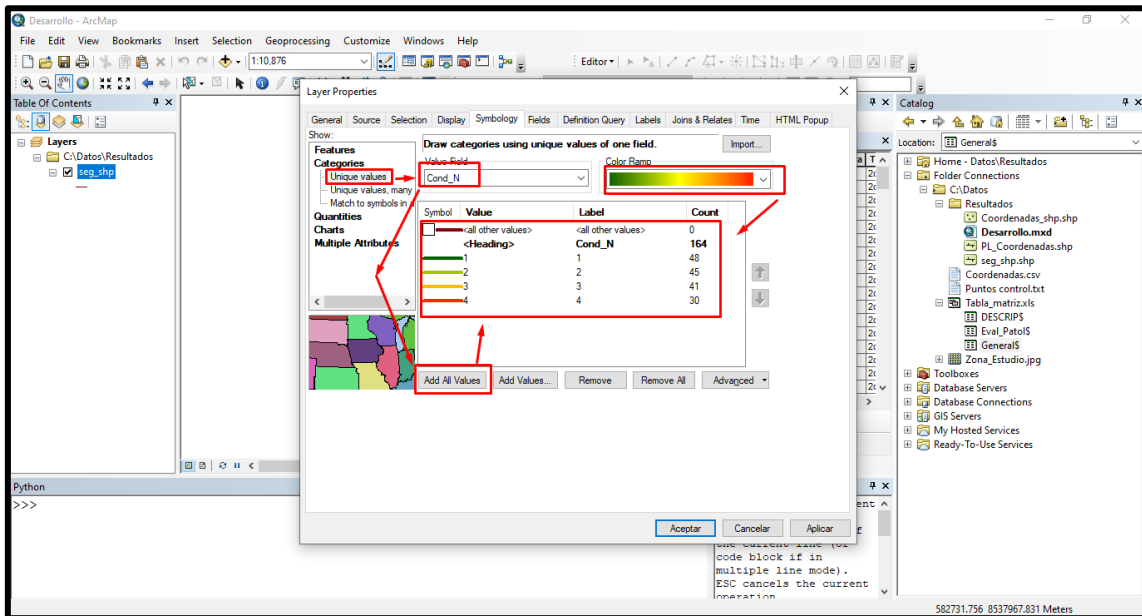 Desarrollo - ArcMap
File Edit View Bookmarks Insert Selection Geoprocessing Customize Windows Help
1:10,876
Editor
Table Of Contents
Layers
C:\Datos\Resultados
seg_shp
Layer Properties
General Source Selection Display Symbology Fields Definition Query Labels Joins & Relates Time HTML Popup
Show:
Features
Categories
Unique values
Unique values, many
Match to symbols in a
Quantities
Charts
Multiple Attributes
Draw categories using unique values of one field.
Import...
Value Field
Color Ramp
Cond_N
Symbol Value Label Count
<all other values> <all other values> 0
<Heading> Cond_N 164
1 1 48
2 2 45
3 3 41
4 4 30
Add All Values Add Values... Remove Remove All Advanced
Aceptar Cancelar Aplicar
Catalog
Location: General$
Home - Datos\Resultados
Folder Connections
C:\Datos
Resultados
Coordenadas_shp.shp
Desarrollo.mxd
PL_Coordenadas.shp
seg_shp.shp
Coordenadas.csv
Puntos control.txt
Tabla_matriz.xls
DESCRIP$
Eval_Patol$
General$
Zona_Estudio.jpg
Toolboxes
Database Servers
Database Connections
GIS Servers
My Hosted Services
Ready-To-Use Services
Python
>>>
the current line (or
code block if in
multiple line mode).
ESC cancels the current
operation
582731.756 8537967.831 Meters